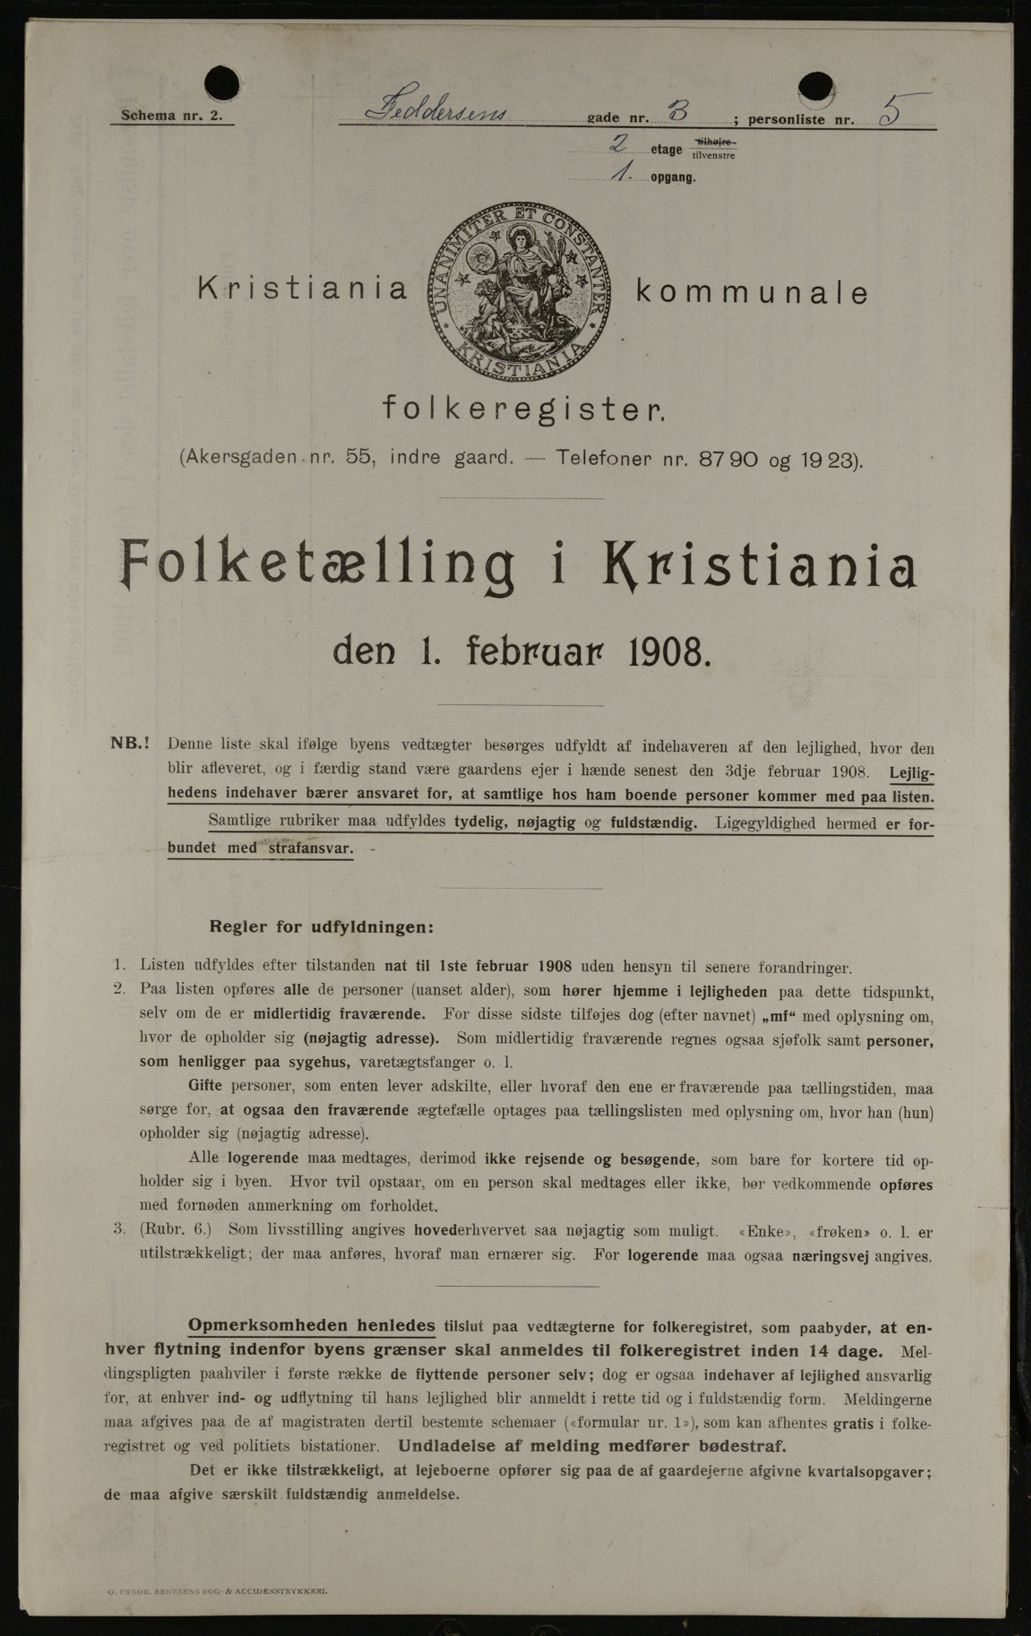 Schema nr. 2.
Feddersens gade nr. 3 ; personliste nr. 5
2 etage tilhøjre
tilvenstre
1. opgang.
UNANIMITER ET CONSTANTER
KRISTIANIA
Kristiania kommunale
folkeregister.
(Akersgaden nr. 55, indre gaard. — Telefoner nr. 8790 og 1923).
Folketælling i Kristiania
den 1. februar 1908.
NB.! Denne liste skal ifølge byens vedtægter besørges udfyldt af indehaveren af den lejlighed, hvor den
blir afleveret, og i færdig stand være gaardens ejer i hænde senest den 3dje februar 1908. Lejlig-
hedens indehaver bærer ansvaret for, at samtlige hos ham boende personer kommer med paa listen.
Samtlige rubriker maa udfyldes tydelig, nøjagtig og fuldstændig. Ligegyldighed hermed er for-
bundet med strafansvar.
Regler for udfyldningen:
1. Listen udfyldes efter tilstanden nat til 1ste februar 1908 uden hensyn til senere forandringer.
2. Paa listen opføres alle de personer (uanset alder), som hører hjemme i lejligheden paa dette tidspunkt,
selv om de er midlertidig fraværende. For disse sidste tilføjes dog (efter navnet) „mf“ med oplysning om,
hvor de opholder sig (nøjagtig adresse). Som midlertidig fraværende regnes ogsaa sjøfolk samt personer,
som henligger paa sygehus, varetægtsfanger o. l.
Gifte personer, som enten lever adskilte, eller hvoraf den ene er fraværende paa tællingstiden, maa
sørge for, at ogsaa den fraværende ægtefælle optages paa tællingslisten med oplysning om, hvor han (hun)
opholder sig (nøjagtig adresse).
Alle logerende maa medtages, derimod ikke rejsende og besøgende, som bare for kortere tid op-
holder sig i byen. Hvor tvil opstaar, om en person skal medtages eller ikke, bør vedkommende opføres
med fornøden anmerkning om forholdet.
3. (Rubr. 6.) Som livsstilling angives hovederhvervet saa nøjagtig som muligt. «Enke», «frøken» o. l. er
utilstrækkeligt; der maa anføres, hvoraf man ernærer sig. For logerende maa ogsaa næringsvej angives.
Opmerksomheden henledes tilslut paa vedtægterne for folkeregistret, som paabyder, at en-
hver flytning indenfor byens grænser skal anmeldes til folkeregistret inden 14 dage. Mel-
dingspligten paahviler i første række de flyttende personer selv; dog er ogsaa indehaver af lejlighed ansvarlig
for, at enhver ind- og udflytning til hans lejlighed blir anmeldt i rette tid og i fuldstændig form. Meldingerne
maa afgives paa de af magistraten dertil bestemte schemaer («formular nr. 1»), som kan afhentes gratis i folke-
registret og ved politiets bistationer. Undladelse af melding medfører bødestraf.
Det er ikke tilstrækkeligt, at lejeboerne opfører sig paa de af gaardejerne afgivne kvartalsopgaver;
de maa afgive særskilt fuldstændig anmeldelse.
O. FREDR. ARNESENS BOG- & ACCIDENSTRYKKERI.